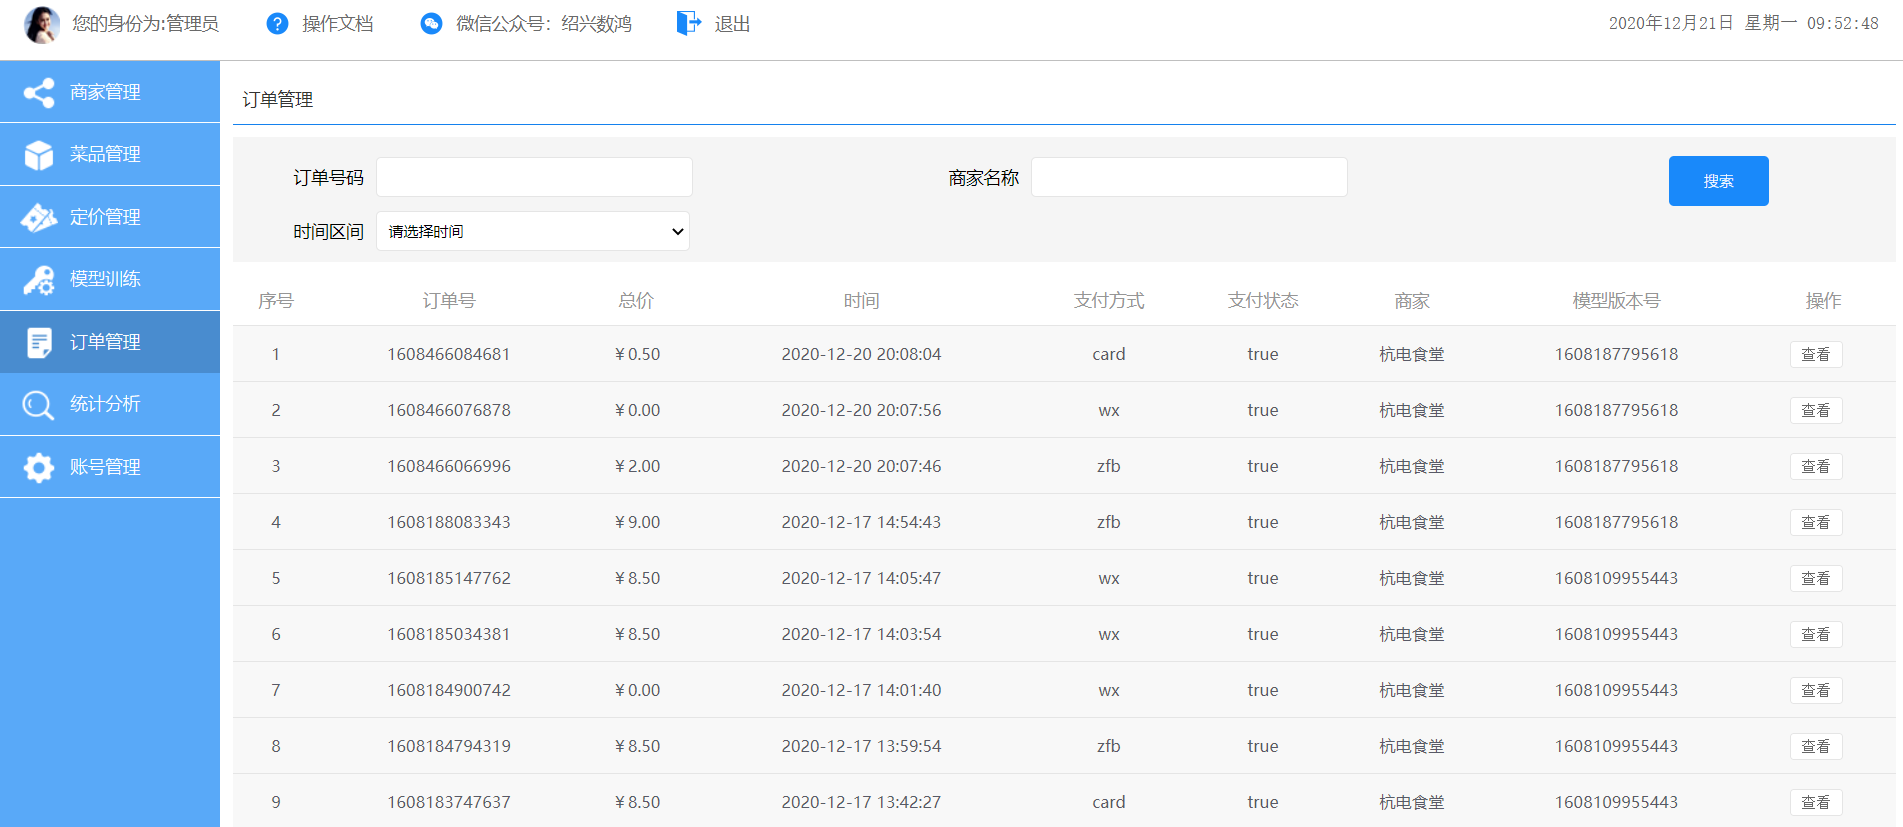 您的身份为:管理员 操作文档 微信公众号：绍兴数鸿 退出 2020年12月21日 星期一 09:52:48
商家管理
菜品管理
定价管理
模型训练
订单管理
统计分析
账号管理
订单管理
订单号码 商家名称 搜索
时间区间 请选择时间
序号 订单号 总价 时间 支付方式 支付状态 商家 模型版本号 操作
1 1608466084681 ￥0.50 2020-12-20 20:08:04 card true 杭电食堂 1608187795618 查看
2 1608466076878 ￥0.00 2020-12-20 20:07:56 wx true 杭电食堂 1608187795618 查看
3 1608466066996 ￥2.00 2020-12-20 20:07:46 zfb true 杭电食堂 1608187795618 查看
4 1608188083343 ￥9.00 2020-12-17 14:54:43 zfb true 杭电食堂 1608187795618 查看
5 1608185147762 ￥8.50 2020-12-17 14:05:47 wx true 杭电食堂 1608109955443 查看
6 1608185034381 ￥8.50 2020-12-17 14:03:54 wx true 杭电食堂 1608109955443 查看
7 1608184900742 ￥0.00 2020-12-17 14:01:40 wx true 杭电食堂 1608109955443 查看
8 1608184794319 ￥8.50 2020-12-17 13:59:54 zfb true 杭电食堂 1608109955443 查看
9 1608183747637 ￥8.50 2020-12-17 13:42:27 card true 杭电食堂 1608109955443 查看